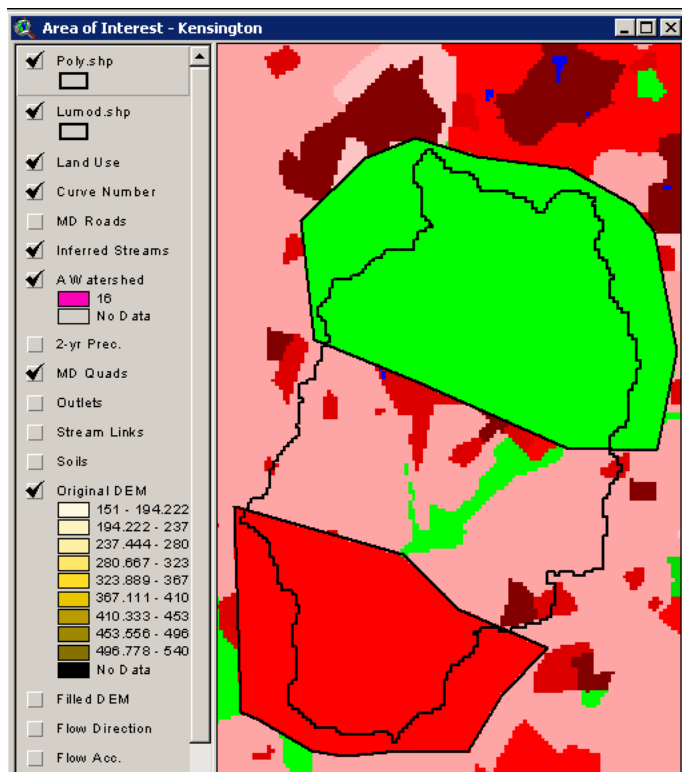 Area of Interest - Kensington
Poly.shp
Lumod.shp
Land Use
Curve Number
MD Roads
Inferred Streams
A Watershed
16
No Data
2-yr Prec.
MD Quads
Outlets
Stream Links
Soils
Original DEM
151 - 194.222
194.222 - 237
237.444 - 280
280.667 - 323
323.889 - 367
367.111 - 410
410.333 - 453
453.556 - 496
496.778 - 540
No Data
Filled DEM
Flow Direction
Flow Acc.